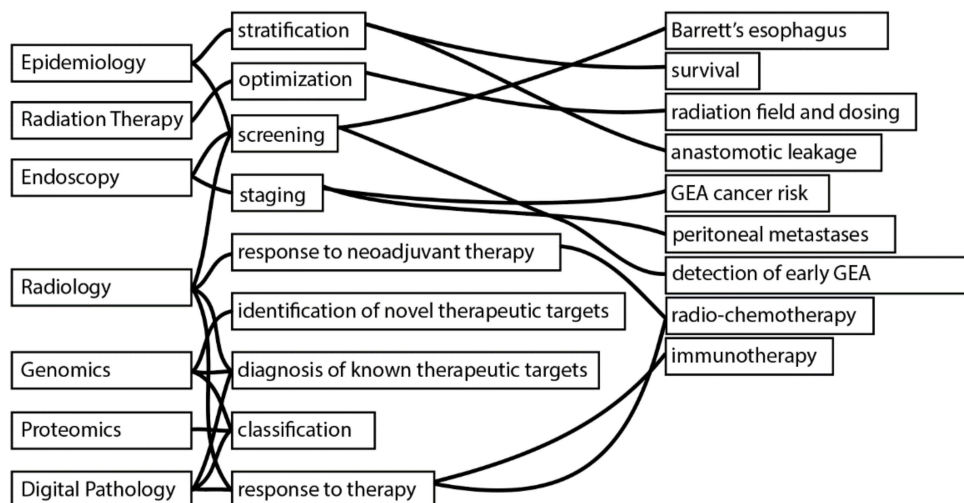 Epidemiology
Radiation Therapy
Endoscopy
Radiology
Genomics
Proteomics
Digital Pathology
stratification
optimization
screening
staging
response to neoadjuvant therapy
identification of novel therapeutic targets
diagnosis of known therapeutic targets
classification
response to therapy
Barrett’s esophagus
survival
radiation field and dosing
anastomotic leakage
GEA cancer risk
peritoneal metastases
detection of early GEA
radio-chemotherapy
immunotherapy